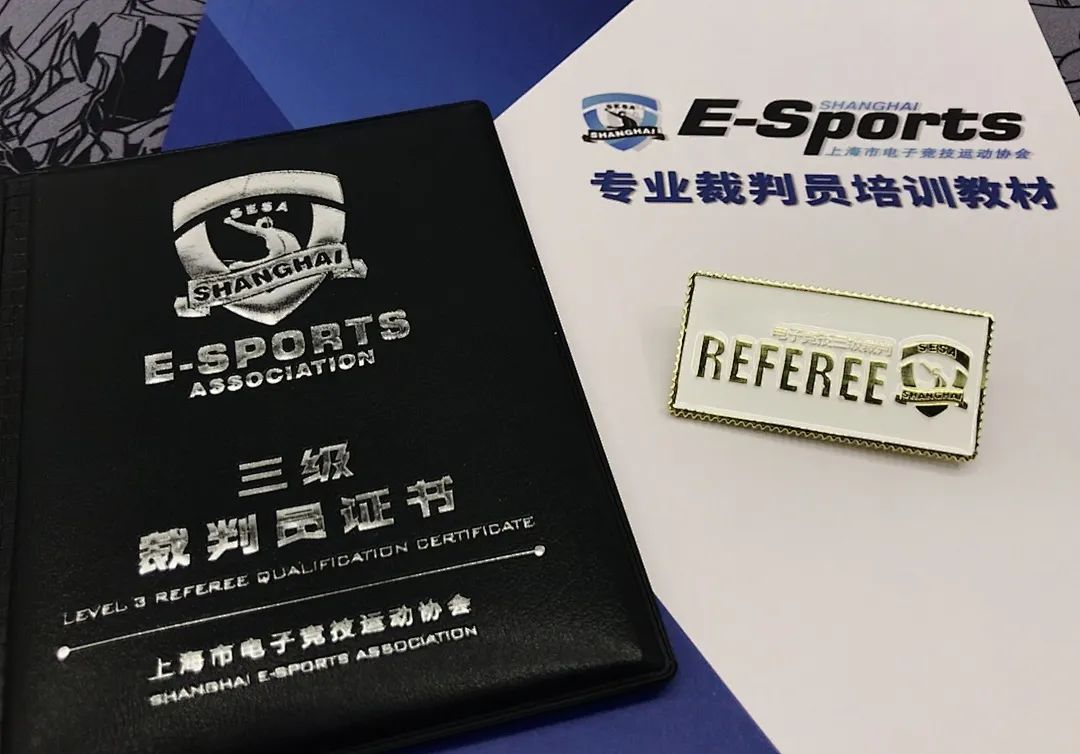 SESA
SHANGHAI
E-SPORTS
ASSOCIATION
三级
裁判员证书
LEVEL 3 REFEREE QUALIFICATION CERTIFICATE
上海市电子竞技运动协会
SHANGHAI E-SPORTS ASSOCIATION
SESA
SHANGHAI
E-Sports
SHANGHAI
上海市电子竞技运动协会
专业裁判员培训教材
电子竞技三级裁判
REFEREE
SESA
SHANGHAI